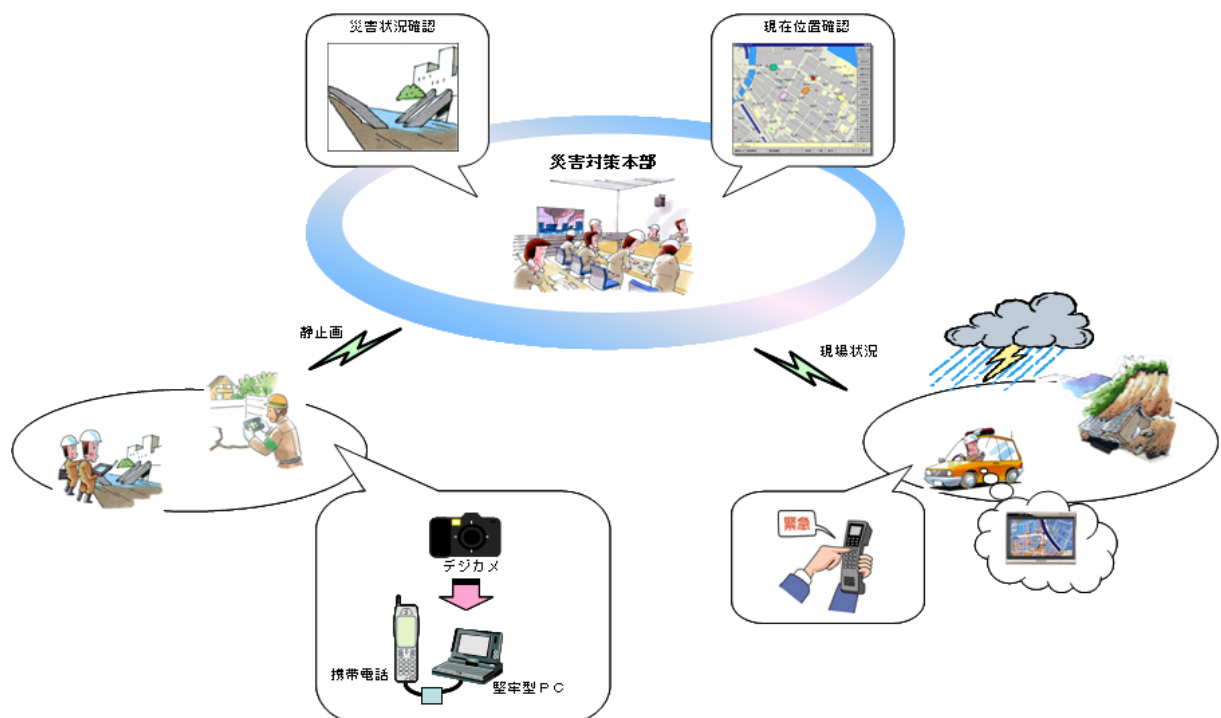 災害状況確認
現在位置確認
災害対策本部
静止画
現場状況
緊急
デジカメ
携帯電話
堅牢型ＰＣ